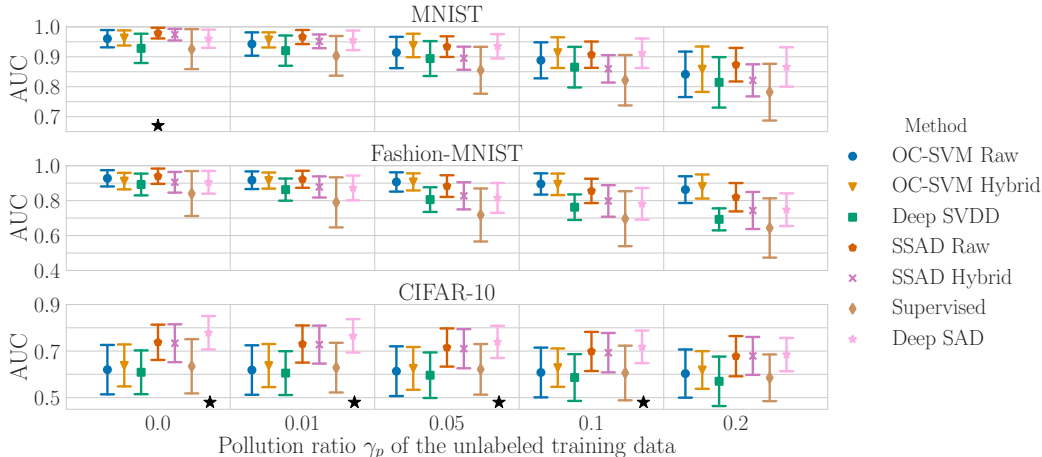 MNIST
1.0
0.9
0.8
0.7
AUC
Fashion-MNIST
1.0
0.8
0.6
0.4
AUC
CIFAR-10
0.9
0.7
0.5
AUC
0.0
0.01
0.05
0.1
0.2
Pollution ratio γₚ of the unlabeled training data
Method
OC-SVM Raw
OC-SVM Hybrid
Deep SVDD
SSAD Raw
SSAD Hybrid
Supervised
Deep SAD